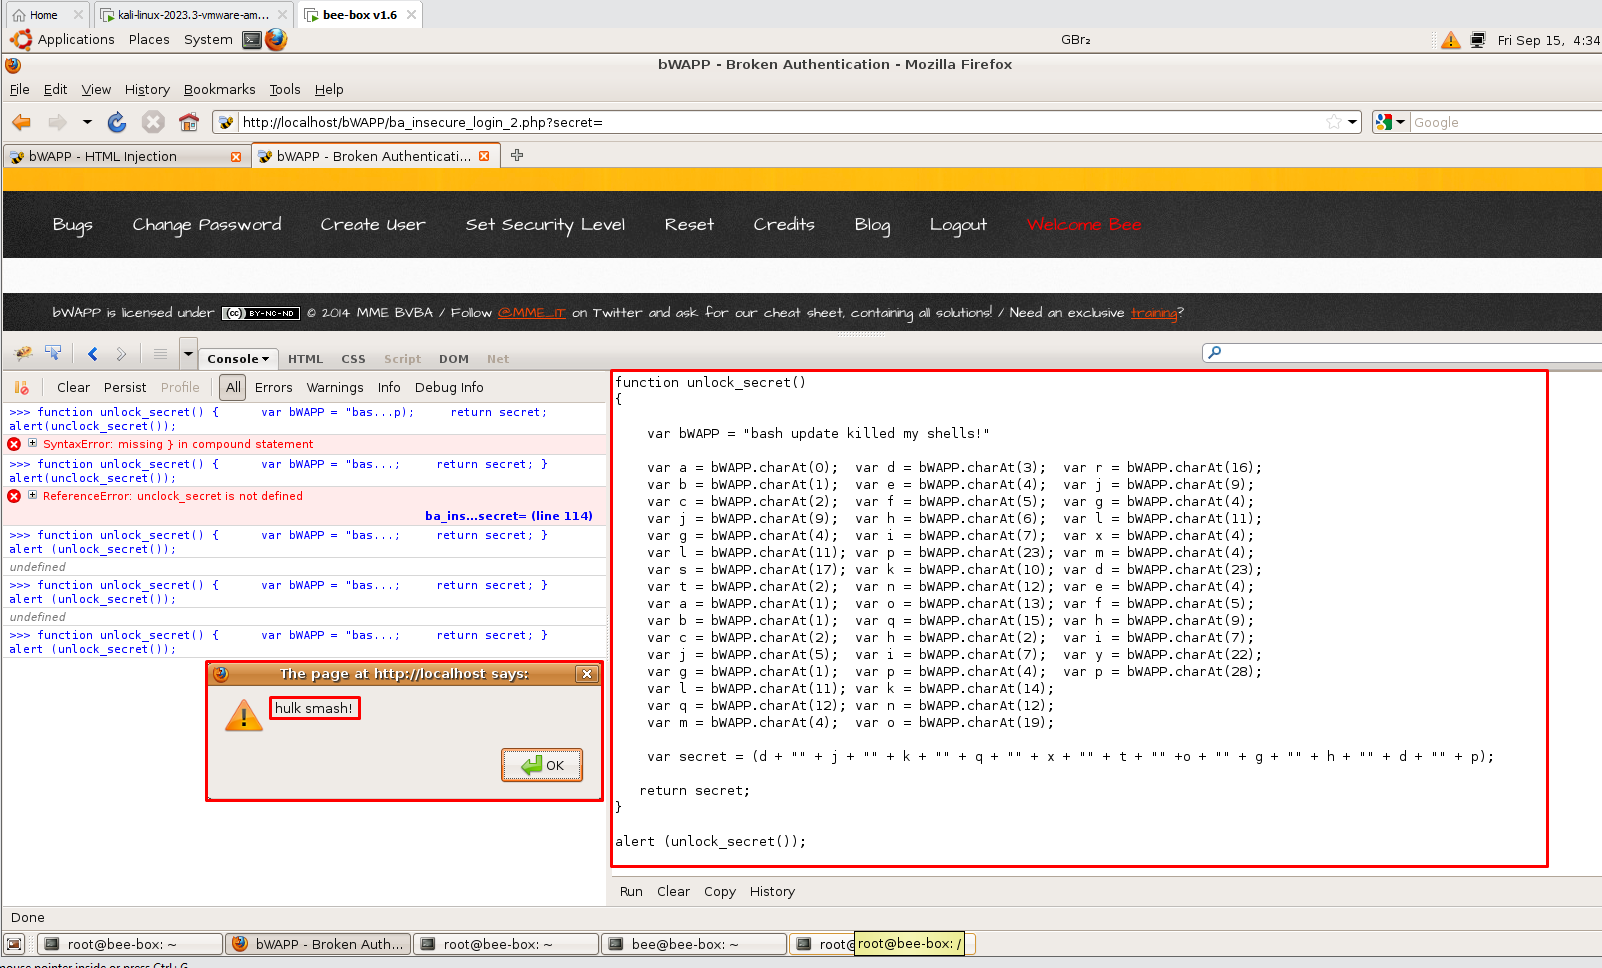 Home
kali-linux-2023.3-vmware-am...
bee-box v1.6
Applications Places System
GBr₂
Fri Sep 15, 4:34
bWAPP - Broken Authentication - Mozilla Firefox
File Edit View History Bookmarks Tools Help
http://localhost/bWAPP/ba_insecure_login_2.php?secret=
Google
bWAPP - HTML Injection
bWAPP - Broken Authenticati...
Bugs Change Password Create User Set Security Level Reset Credits Blog Logout Welcome Bee
bWAPP is licensed under (cc) BY-NC-ND © 2014 MME BVBA / Follow @MME_IT on Twitter and ask for our cheat sheet, containing all solutions! / Need an exclusive training?
Console HTML CSS Script DOM Net
Clear Persist Profile All Errors Warnings Info Debug Info
>>> function unlock_secret() { var bWAPP = "bas...p); return secret;
alert(unclock_secret());
SyntaxError: missing } in compound statement
>>> function unlock_secret() { var bWAPP = "bas...; return secret; }
alert(unclock_secret());
ReferenceError: unclock_secret is not defined
ba_ins...secret= (line 114)
>>> function unlock_secret() { var bWAPP = "bas...; return secret; }
alert (unlock_secret());
undefined
>>> function unlock_secret() { var bWAPP = "bas...; return secret; }
alert (unlock_secret());
undefined
>>> function unlock_secret() { var bWAPP = "bas...; return secret; }
alert (unlock_secret());
The page at http://localhost says:
hulk smash!
OK
function unlock_secret()
{
var bWAPP = "bash update killed my shells!"
var a = bWAPP.charAt(0); var d = bWAPP.charAt(3); var r = bWAPP.charAt(16);
var b = bWAPP.charAt(1); var e = bWAPP.charAt(4); var j = bWAPP.charAt(9);
var c = bWAPP.charAt(2); var f = bWAPP.charAt(5); var g = bWAPP.charAt(4);
var j = bWAPP.charAt(9); var h = bWAPP.charAt(6); var l = bWAPP.charAt(11);
var g = bWAPP.charAt(4); var i = bWAPP.charAt(7); var x = bWAPP.charAt(4);
var l = bWAPP.charAt(11); var p = bWAPP.charAt(23); var m = bWAPP.charAt(4);
var s = bWAPP.charAt(17); var k = bWAPP.charAt(10); var d = bWAPP.charAt(23);
var t = bWAPP.charAt(2); var n = bWAPP.charAt(12); var e = bWAPP.charAt(4);
var a = bWAPP.charAt(1); var o = bWAPP.charAt(13); var f = bWAPP.charAt(5);
var b = bWAPP.charAt(1); var q = bWAPP.charAt(15); var h = bWAPP.charAt(9);
var c = bWAPP.charAt(2); var h = bWAPP.charAt(2); var i = bWAPP.charAt(7);
var j = bWAPP.charAt(5); var i = bWAPP.charAt(7); var y = bWAPP.charAt(22);
var g = bWAPP.charAt(1); var p = bWAPP.charAt(4); var p = bWAPP.charAt(28);
var l = bWAPP.charAt(11); var k = bWAPP.charAt(14);
var q = bWAPP.charAt(12); var n = bWAPP.charAt(12);
var m = bWAPP.charAt(4); var o = bWAPP.charAt(19);
var secret = (d + "" + j + "" + k + "" + q + "" + x + "" + t + "" +o + "" + g + "" + h + "" + d + "" + p);
return secret;
}
alert (unlock_secret());
Run Clear Copy History
Done
root@bee-box: ~
bWAPP - Broken Auth...
root@bee-box: ~
bee@bee-box: ~
root@
root@bee-box: /